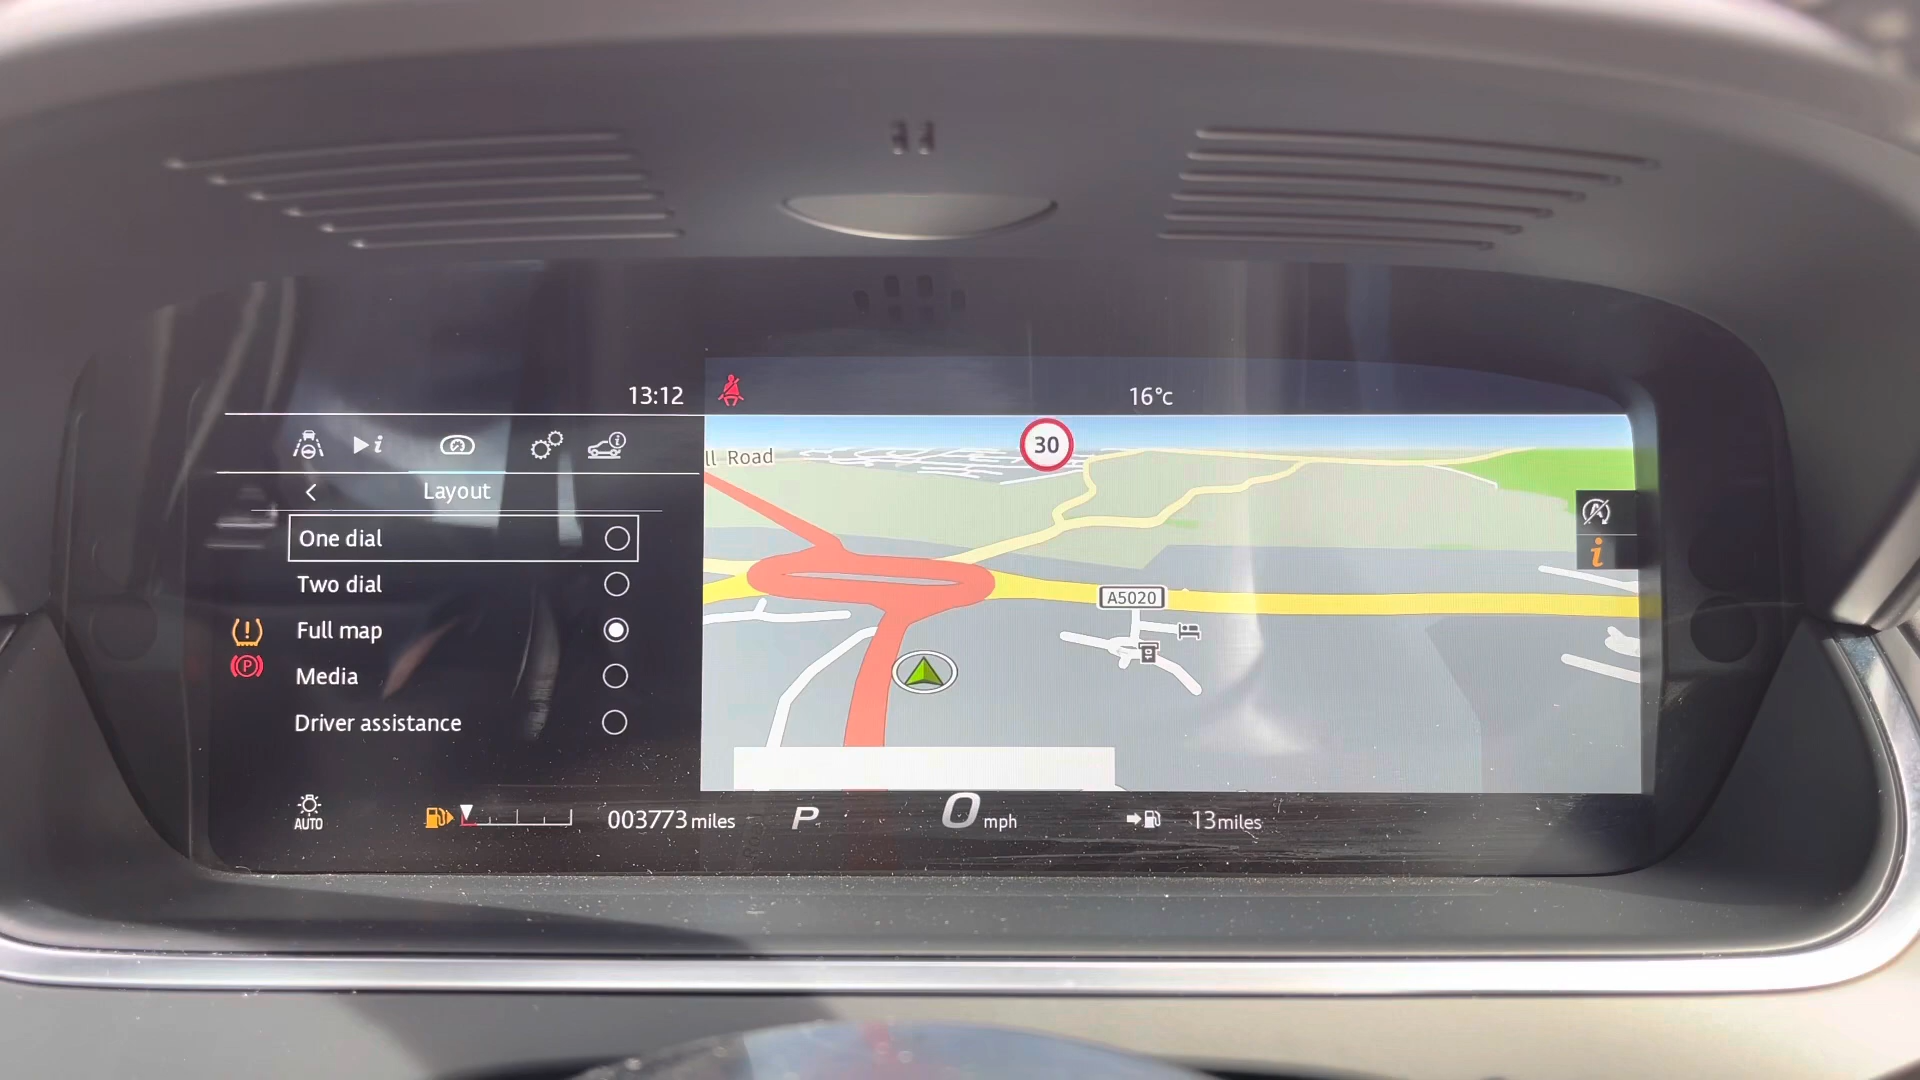 13:12
16°c
i
Layout
One dial
Two dial
Full map
Media
Driver assistance
ll Road
30
A
i
A5020
!
P
AUTO
003773 miles
P
0 mph
13 miles